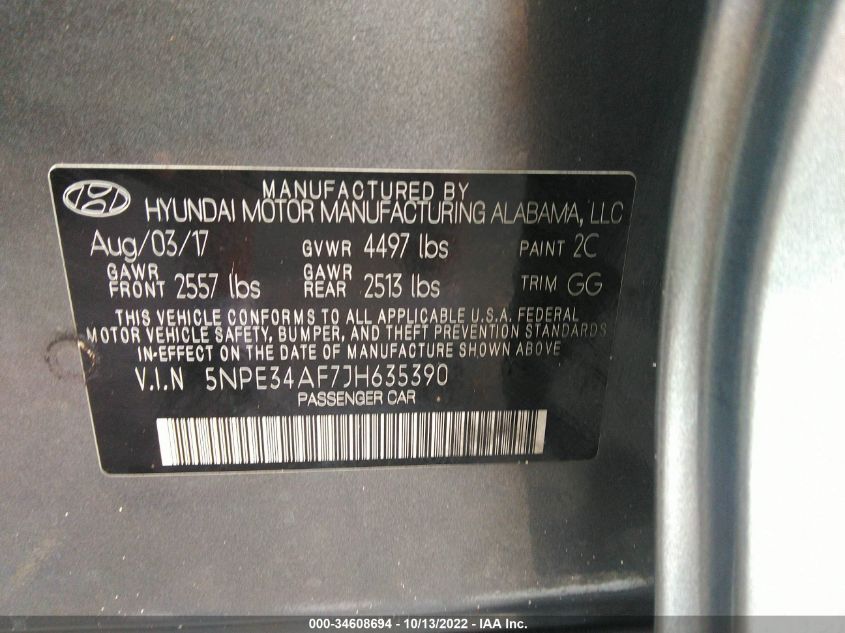 MANUFACTURED BY
HYUNDAI MOTOR MANUFACTURING ALABAMA, LLC
Aug/03/17 GVWR 4497 lbs PAINT 2C
GAWR FRONT 2557 lbs GAWR REAR 2513 lbs TRIM GG
THIS VEHICLE CONFORMS TO ALL APPLICABLE U.S.A. FEDERAL
MOTOR VEHICLE SAFETY, BUMPER, AND THEFT PREVENTION STANDARDS
IN-EFFECT ON THE DATE OF MANUFACTURE SHOWN ABOVE
V.I.N 5NPE34AF7JH635390
PASSENGER CAR
000-34608694 - 10/13/2022 - IAA Inc.